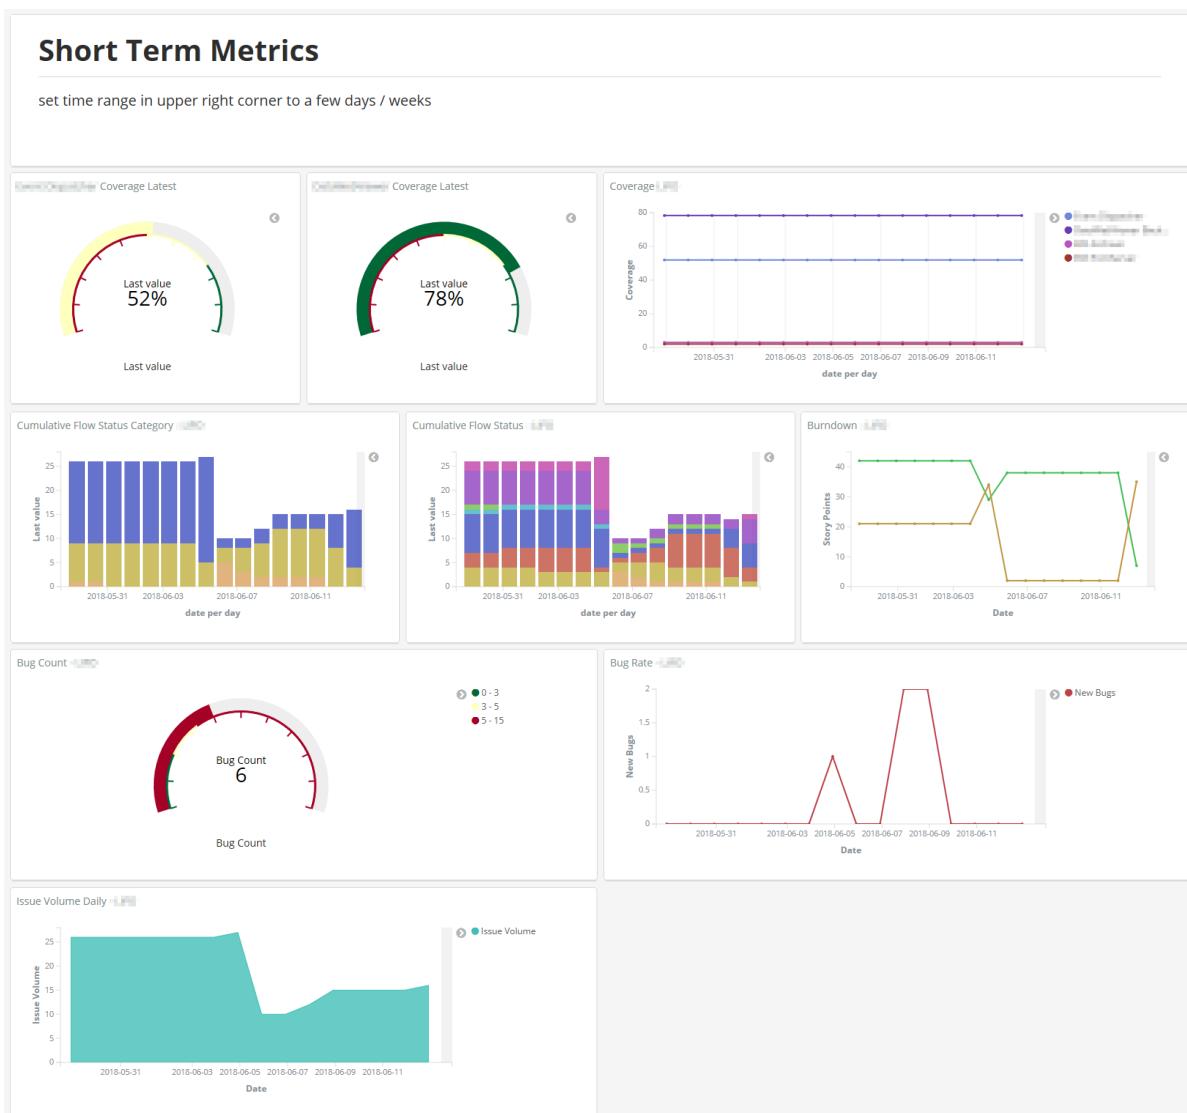 Short Term Metrics
set time range in upper right corner to a few days / weeks
Coverage Latest
Last value
52%
Last value
Coverage Latest
Last value
78%
Last value
Coverage
80
60
40
20
0
Coverage
2018-05-31 2018-06-03 2018-06-05 2018-06-07 2018-06-09 2018-06-11
date per day
Cumulative Flow Status Category
25
20
15
10
5
0
Last value
2018-05-31 2018-06-03 2018-06-07 2018-06-11
date per day
Cumulative Flow Status
25
20
15
10
5
0
Last value
2018-05-31 2018-06-03 2018-06-07 2018-06-11
date per day
Burndown
40
30
20
10
0
Story Points
2018-05-31 2018-06-03 2018-06-07 2018-06-11
Date
Bug Count
Bug Count
6
Bug Count
0 - 3
3 - 5
5 - 15
Bug Rate
2
1.5
1
0.5
0
New Bugs
2018-05-31 2018-06-03 2018-06-05 2018-06-07 2018-06-09 2018-06-11
Date
New Bugs
Issue Volume Daily
25
20
15
10
5
0
Issue Volume
2018-05-31 2018-06-03 2018-06-05 2018-06-07 2018-06-09 2018-06-11
Date
Issue Volume